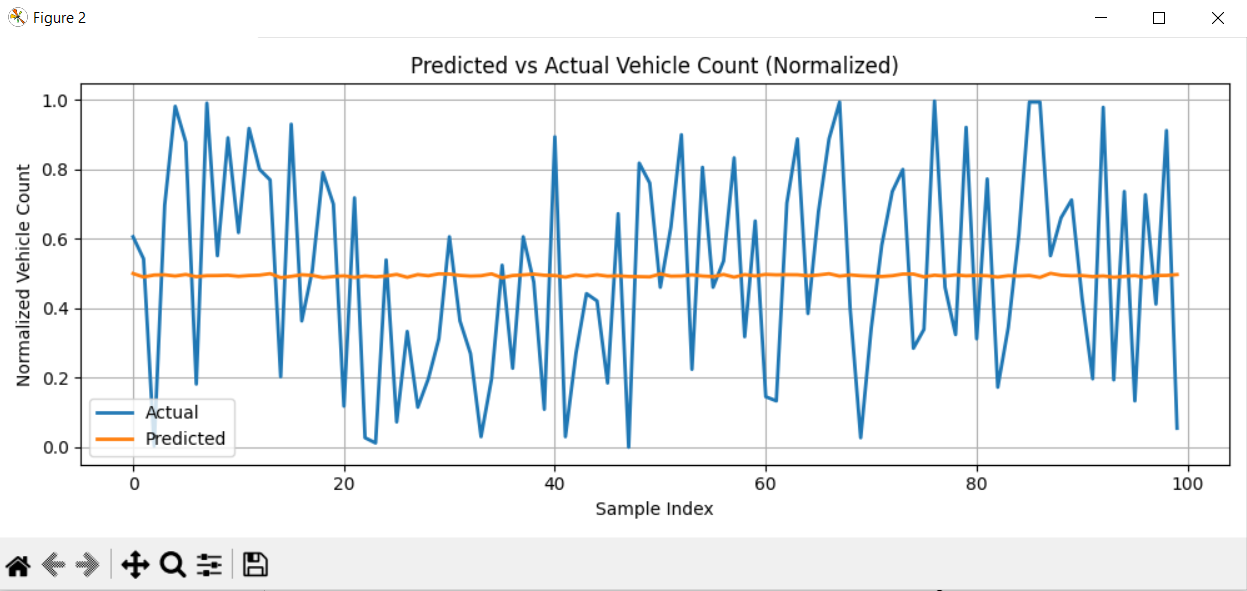 Figure 2
Predicted vs Actual Vehicle Count (Normalized)
Normalized Vehicle Count
1.0
0.8
0.6
0.4
0.2
0.0
Actual
Predicted
0 20 40 60 80 100
Sample Index